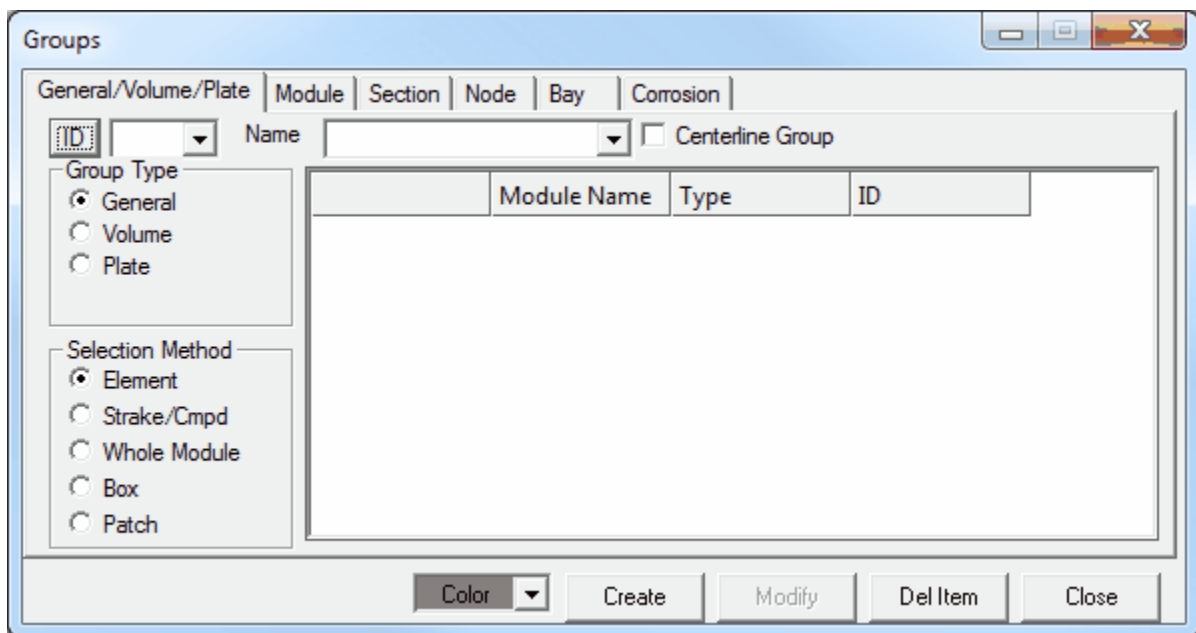 Groups
General/Volume/Plate Module Section Node Bay Corrosion
ID Name Centerline Group
Group Type
General
Volume
Plate
Module Name Type ID
Selection Method
Element
Strake/Cmpd
Whole Module
Box
Patch
Color Create Modify Del Item Close